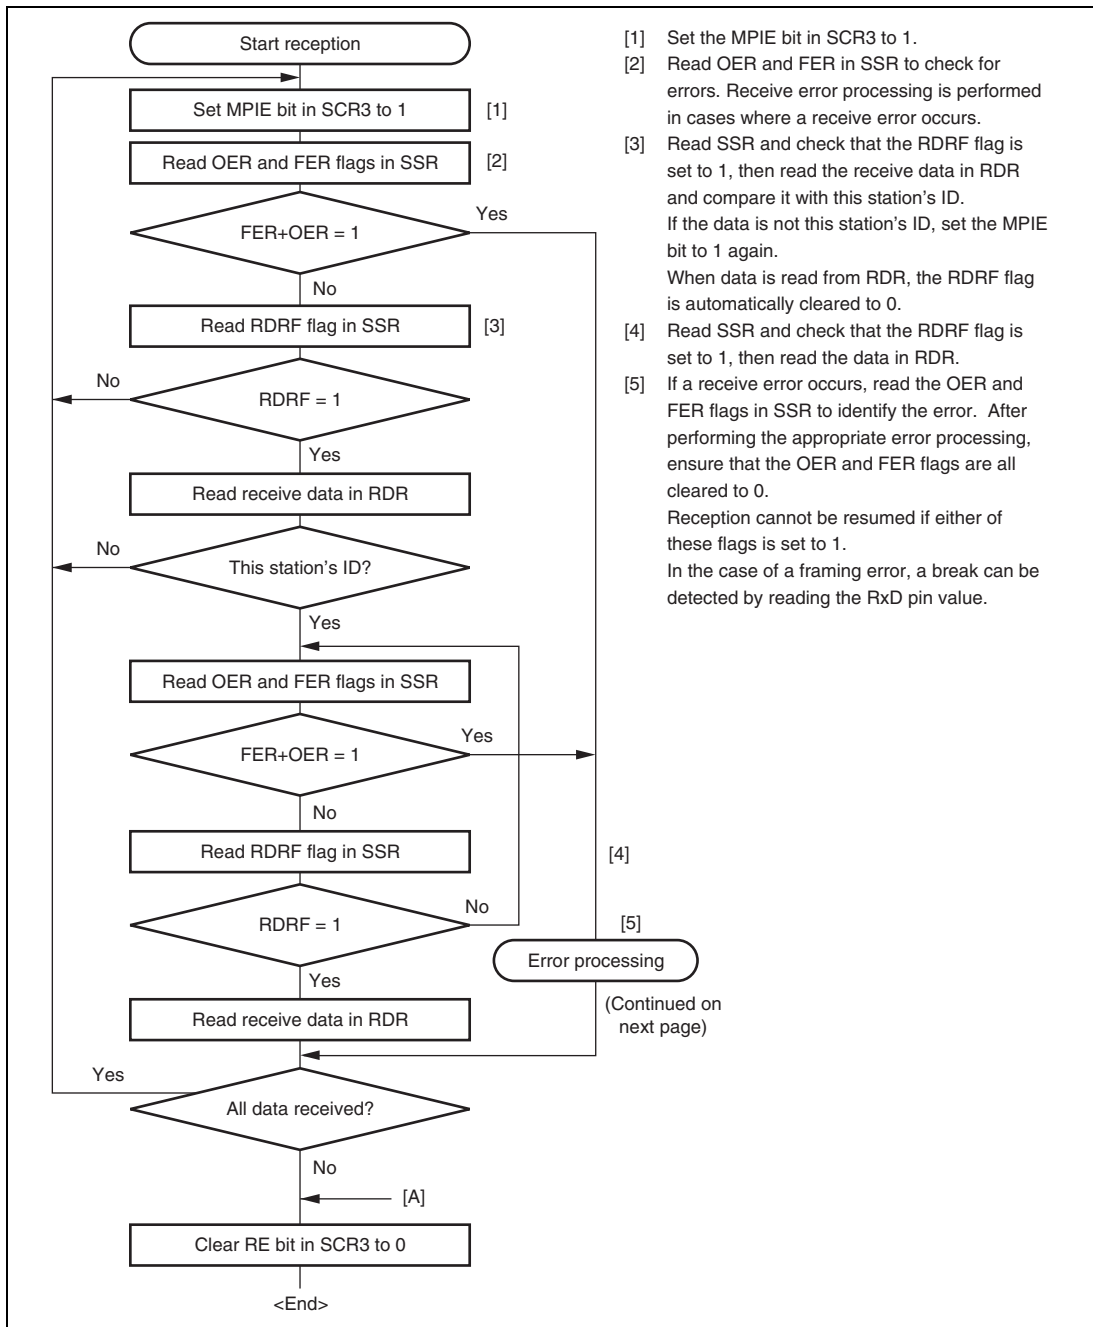 Start reception
Set MPIE bit in SCR3 to 1
[1]
Read OER and FER flags in SSR
[2]
Yes
FER+OER = 1
No
Read RDRF flag in SSR
[3]
No
RDRF = 1
Yes
Read receive data in RDR
No
This station's ID?
Yes
Read OER and FER flags in SSR
Yes
FER+OER = 1
No
Read RDRF flag in SSR
[4]
No
RDRF = 1
[5]
Error processing
Yes
(Continued on
next page)
Read receive data in RDR
Yes
All data received?
No
[A]
Clear RE bit in SCR3 to 0
<End>
[1] Set the MPIE bit in SCR3 to 1.
[2] Read OER and FER in SSR to check for
errors. Receive error processing is performed
in cases where a receive error occurs.
[3] Read SSR and check that the RDRF flag is
set to 1, then read the receive data in RDR
and compare it with this station's ID.
If the data is not this station's ID, set the MPIE
bit to 1 again.
When data is read from RDR, the RDRF flag
is automatically cleared to 0.
[4] Read SSR and check that the RDRF flag is
set to 1, then read the data in RDR.
[5] If a receive error occurs, read the OER and
FER flags in SSR to identify the error. After
performing the appropriate error processing,
ensure that the OER and FER flags are all
cleared to 0.
Reception cannot be resumed if either of
these flags is set to 1.
In the case of a framing error, a break can be
detected by reading the RxD pin value.